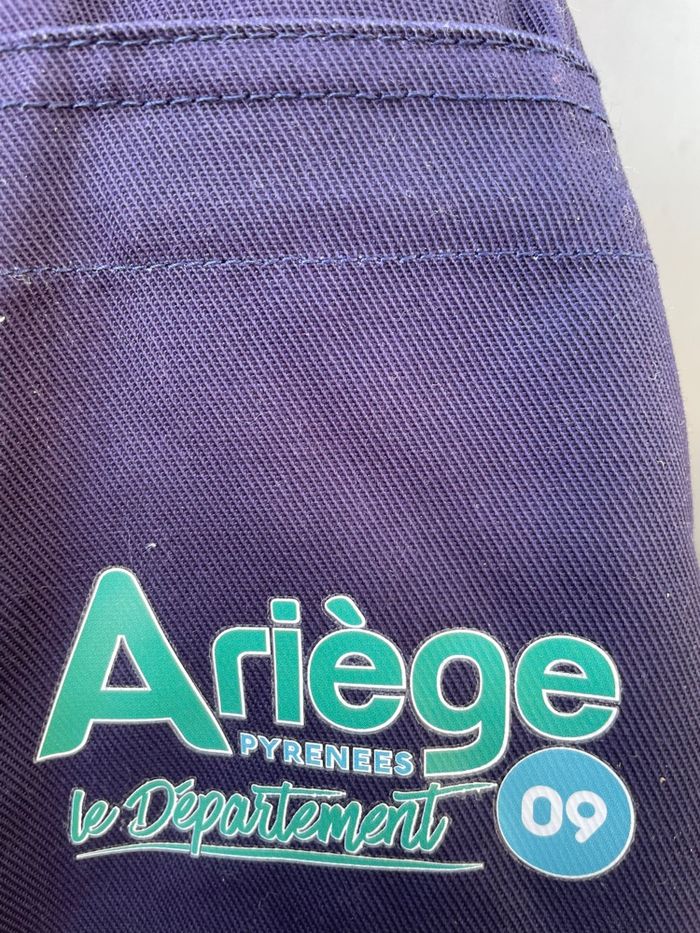 Ariège
PYRENEES
le Département
09